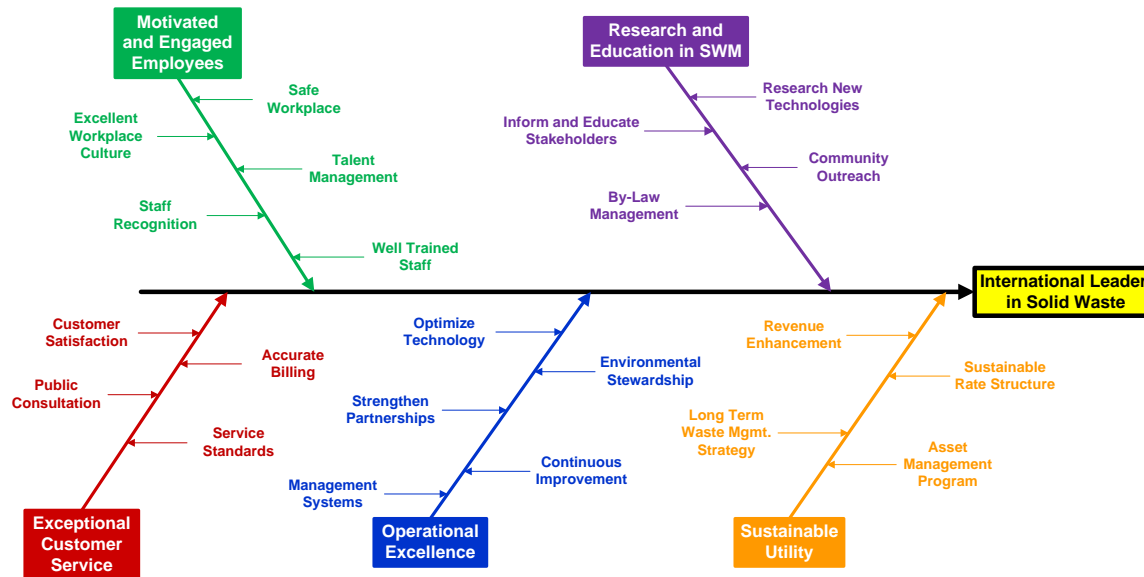 Motivated
and Engaged
Employees
Research and
Education in SWM
Safe
Workplace
Excellent
Workplace
Culture
Talent
Management
Staff
Recognition
Well Trained
Staff
Research New
Technologies
Inform and Educate
Stakeholders
Community
Outreach
By-Law
Management
International Leader
in Solid Waste
Customer
Satisfaction
Accurate
Billing
Public
Consultation
Service
Standards
Exceptional
Customer
Service
Optimize
Technology
Environmental
Stewardship
Strengthen
Partnerships
Continuous
Improvement
Management
Systems
Operational
Excellence
Revenue
Enhancement
Sustainable
Rate Structure
Long Term
Waste Mgmt.
Strategy
Asset
Management
Program
Sustainable
Utility